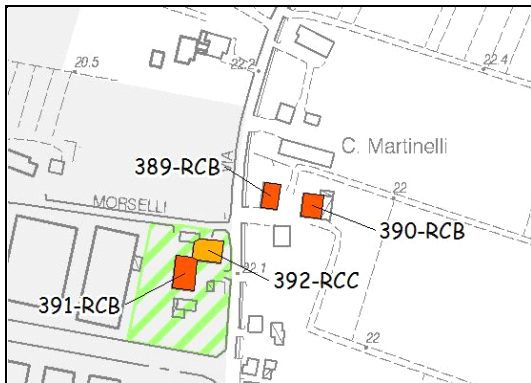 20.5
22.2
22.4
C. Martinelli
389-RCB
VIA
MORSELLI
22
390-RCB
22.1
392-RCC
391-RCB
22